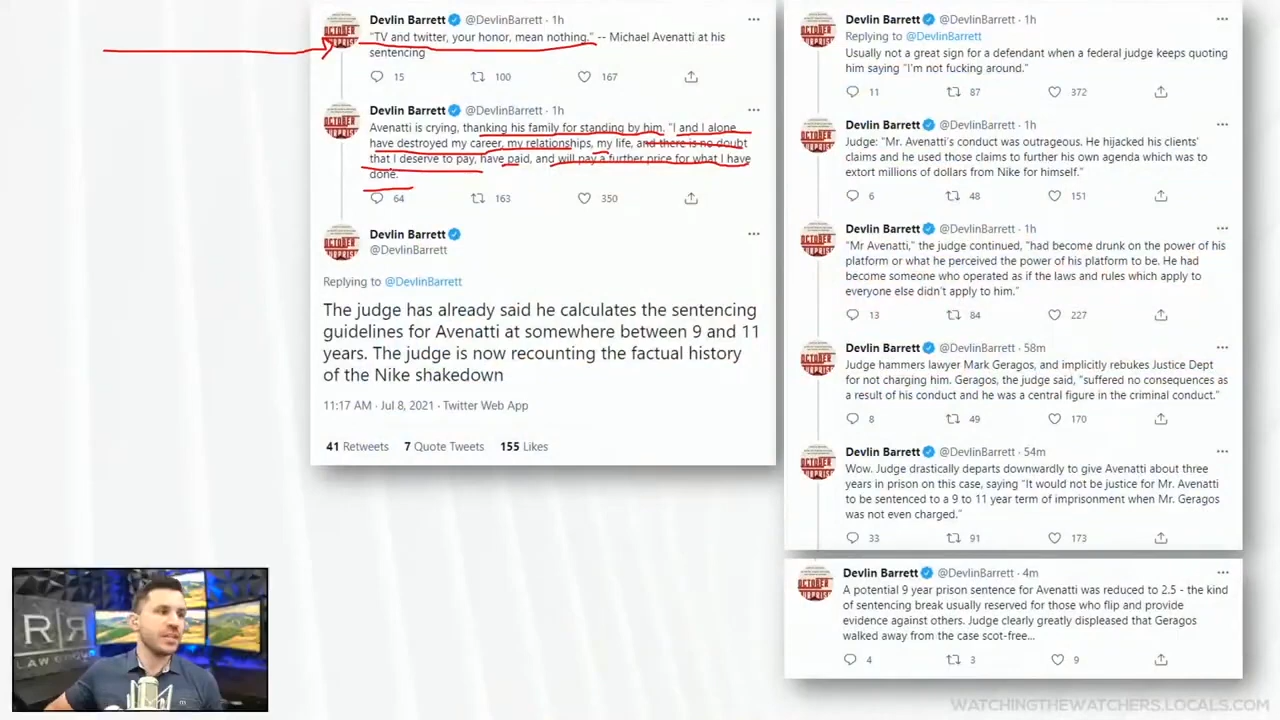 Devlin Barrett @DevlinBarrett · 1h
"TV and twitter, your honor, mean nothing." -- Michael Avenatti at his
sentencing
15 100 167
Devlin Barrett @DevlinBarrett · 1h
Avenatti is crying, thanking his family for standing by him. "I and I alone
have destroyed my career, my relationships, my life, and there is no doubt
that I deserve to pay, have paid, and will pay a further price for what I have
done.
64 163 350
Devlin Barrett
@DevlinBarrett
Replying to @DevlinBarrett
The judge has already said he calculates the sentencing
guidelines for Avenatti at somewhere between 9 and 11
years. The judge is now recounting the factual history
of the Nike shakedown
11:17 AM · Jul 8, 2021 · Twitter Web App
41 Retweets 7 Quote Tweets 155 Likes
Devlin Barrett @DevlinBarrett · 1h
Replying to @DevlinBarrett
Usually not a great sign for a defendant when a federal judge keeps quoting
him saying "I'm not fucking around."
11 87 372
Devlin Barrett @DevlinBarrett · 1h
Judge: "Mr. Avenatti's conduct was outrageous. He hijacked his clients'
claims and he used those claims to further his own agenda which was to
extort millions of dollars from Nike for himself."
6 48 151
Devlin Barrett @DevlinBarrett · 1h
"Mr Avenatti," the judge continued, "had become drunk on the power of his
platform or what he perceived the power of his platform to be. He had
become someone who operated as if the laws and rules which apply to
everyone else didn't apply to him."
13 84 227
Devlin Barrett @DevlinBarrett · 58m
Judge hammers lawyer Mark Geragos, and implicitly rebukes Justice Dept
for not charging him. Geragos, the judge said, "suffered no consequences as
a result of his conduct and he was a central figure in the criminal conduct."
8 49 170
Devlin Barrett @DevlinBarrett · 54m
Wow. Judge drastically departs downwardly to give Avenatti about three
years in prison on this case, saying "It would not be justice for Mr. Avenatti
to be sentenced to a 9 to 11 year term of imprisonment when Mr. Geragos
was not even charged."
33 91 173
Devlin Barrett @DevlinBarrett · 4m
A potential 9 year prison sentence for Avenatti was reduced to 2.5 - the kind
of sentencing break usually reserved for those who flip and provide
evidence against others. Judge clearly greatly displeased that Geragos
walked away from the case scot-free...
4 3 9
OCTOBER
SURPRISE
R R
LAW GROUP
WATCHINGTHEWATCHERS.LOCALS.COM